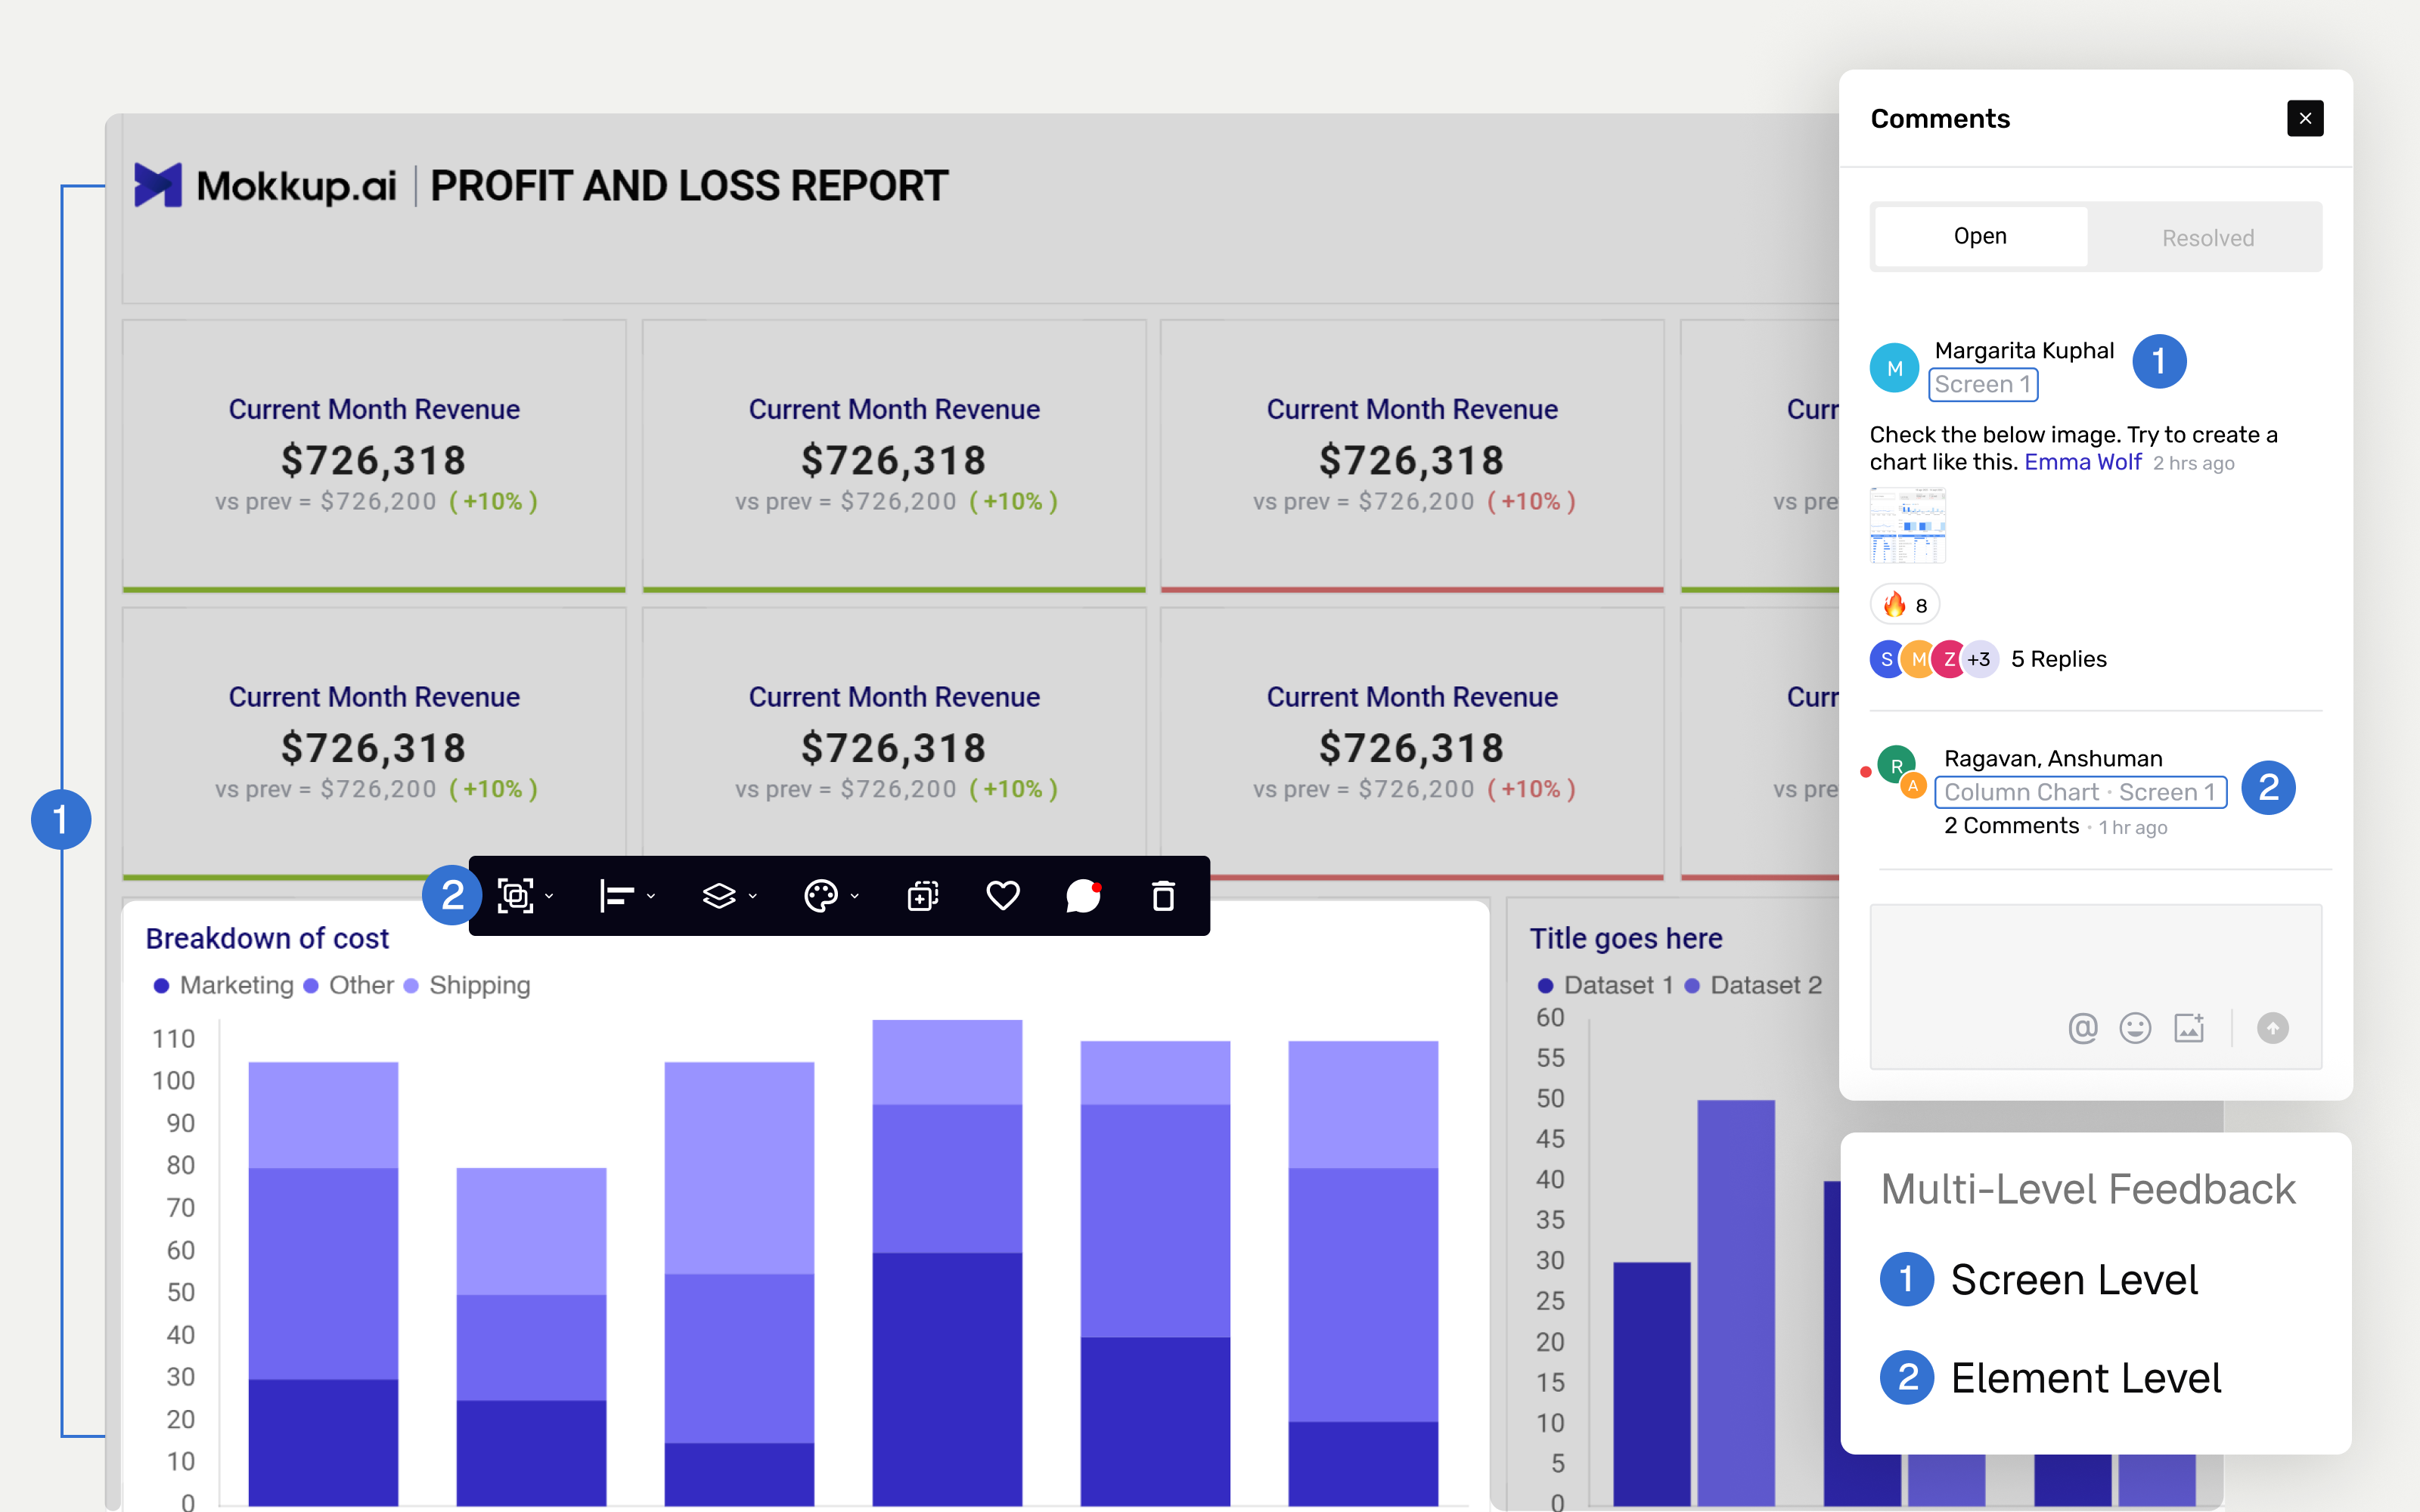 Mokkup.ai | PROFIT AND LOSS REPORT
Current Month Revenue
$726,318
vs prev = $726,200 ( +10% )
Current Month Revenue
$726,318
vs prev = $726,200 ( +10% )
Current Month Revenue
$726,318
vs prev = $726,200 ( +10% )
Curr
vs pre
Current Month Revenue
$726,318
vs prev = $726,200 ( +10% )
Current Month Revenue
$726,318
vs prev = $726,200 ( +10% )
Current Month Revenue
$726,318
vs prev = $726,200 ( +10% )
Curr
vs pre
1
2
Breakdown of cost
Marketing Other Shipping
110
100
90
80
70
60
50
40
30
20
10
0
Title goes here
Dataset 1 Dataset 2
60
55
50
45
40
35
30
25
20
15
10
5
0
Comments
Open Resolved
M
Margarita Kuphal
1
Screen 1
Check the below image. Try to create a
chart like this. Emma Wolf 2 hrs ago
8
S M Z +3 5 Replies
R
A
Ragavan, Anshuman
Column Chart · Screen 1
2
2 Comments · 1 hr ago
@
Multi-Level Feedback
1 Screen Level
2 Element Level